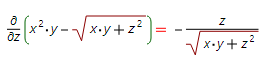 ∂/∂z (x²·y−√(x·y+z²)) = −z/√(x·y+z²)